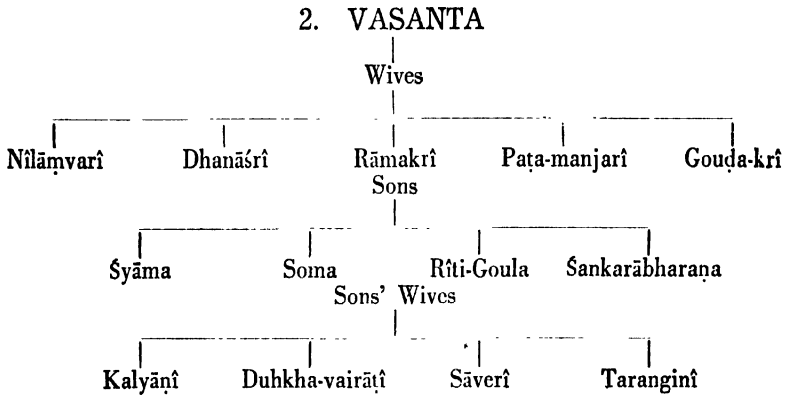 2. VASANTA
Wives
Nîlāṃvarî Dhanāśrî Rāmakrî Paṭa-manjarî Gouḍa-krî
Sons
Śyāma Soma Rîti-Goula Śankarābharaṇa
Sons' Wives
Kalyāṇî Duhkha-vairāṭî Sāverî Taranginî